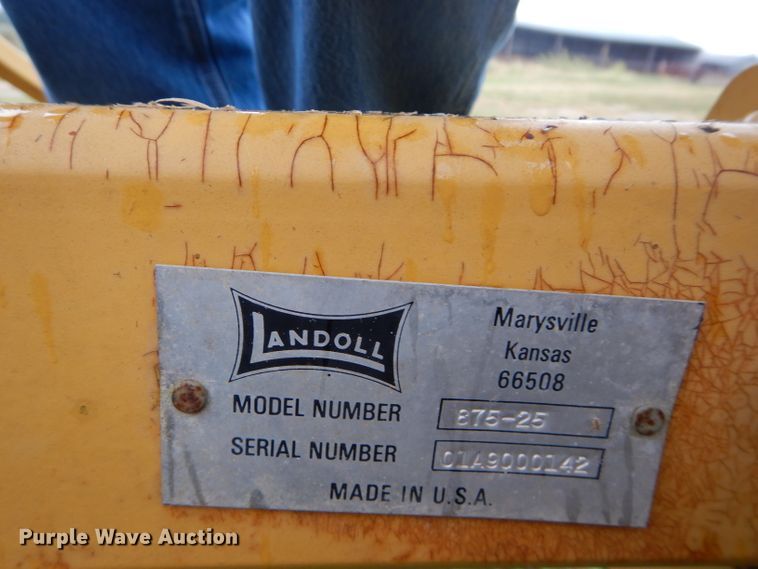 LANDOLL
Marysville
Kansas
66508
MODEL NUMBER 875-25
SERIAL NUMBER 01A9000142
MADE IN U.S.A.
Purple Wave Auction